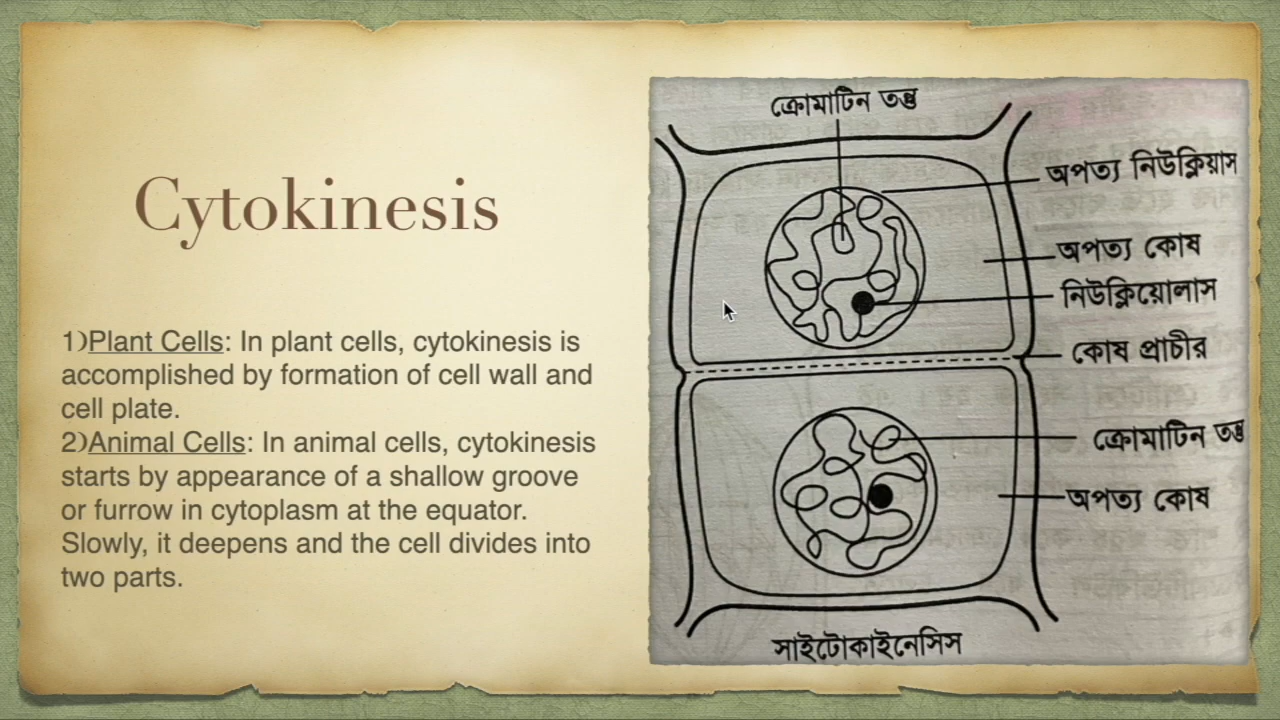 Cytokinesis
1)Plant Cells: In plant cells, cytokinesis is
accomplished by formation of cell wall and
cell plate.
2)Animal Cells: In animal cells, cytokinesis
starts by appearance of a shallow groove
or furrow in cytoplasm at the equator.
Slowly, it deepens and the cell divides into
two parts.
ক্রোমাটিন তন্তু
অপত্য নিউক্লিয়াস
অপত্য কোষ
নিউক্লিয়োলাস
কোষ প্রাচীর
ক্রোমাটিন তন্তু
অপত্য কোষ
সাইটোকাইনেসিস